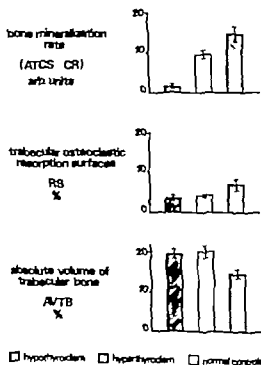 bone mineralization
rate
(ATCS CR)
arb units
20
10
0
trabecular osteoclastic
resorption surfaces
RS
%
20
10
0
absolute volume of
trabecular bone
AVTB
%
20
10
0
hypothyroidism hyperthyroidism normal controls